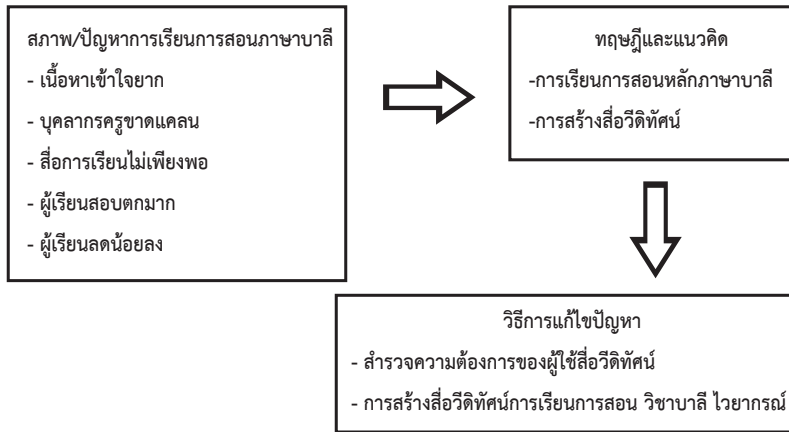 สภาพ/ปัญหาการเรียนการสอนภาษาบาลี
- เนื้อหาเข้าใจยาก
- บุคลากรครูขาดแคลน
- สื่อการเรียนไม่เพียงพอ
- ผู้เรียนสอบตกมาก
- ผู้เรียนลดน้อยลง
ทฤษฎีและแนวคิด
-การเรียนการสอนหลักภาษาบาลี
-การสร้างสื่อวีดิทัศน์
วิธีการแก้ไขปัญหา
- สำรวจความต้องการของผู้ใช้สื่อวีดิทัศน์
- การสร้างสื่อวีดิทัศน์การเรียนการสอน วิชาบาลี ไวยากรณ์